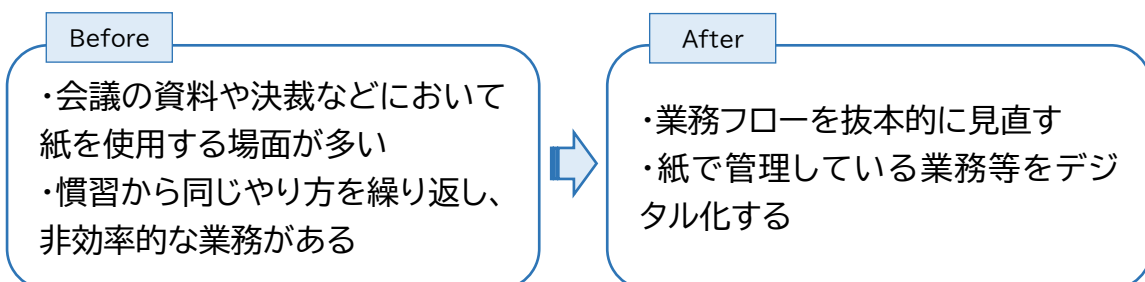 Before
・会議の資料や決裁などにおいて
紙を使用する場面が多い
・慣習から同じやり方を繰り返し、
非効率的な業務がある
After
・業務フローを抜本的に見直す
・紙で管理している業務等をデジ
タル化する